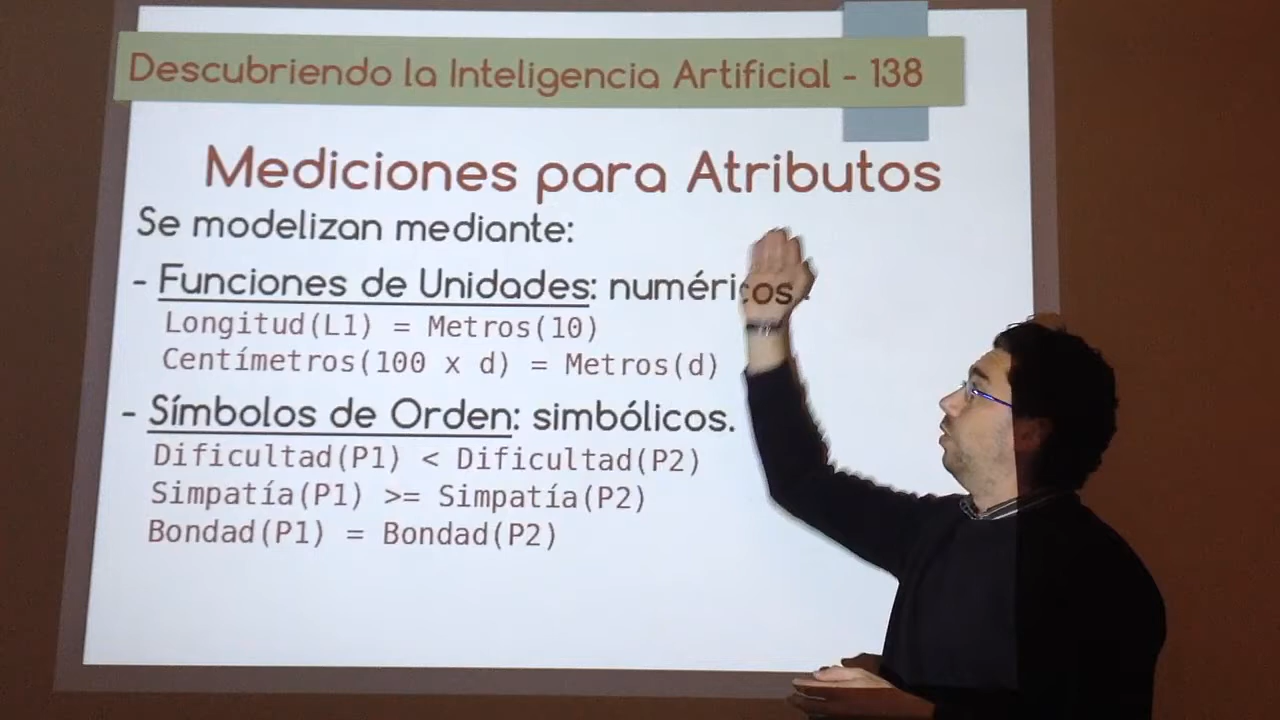 Descubriendo la Inteligencia Artificial - 138
Mediciones para Atributos
Se modelizan mediante:
- Funciones de Unidades: numéricos.
Longitud(L1) = Metros(10)
Centímetros(100 x d) = Metros(d)
- Símbolos de Orden: simbólicos.
Dificultad(P1) < Dificultad(P2)
Simpatía(P1) >= Simpatía(P2)
Bondad(P1) = Bondad(P2)